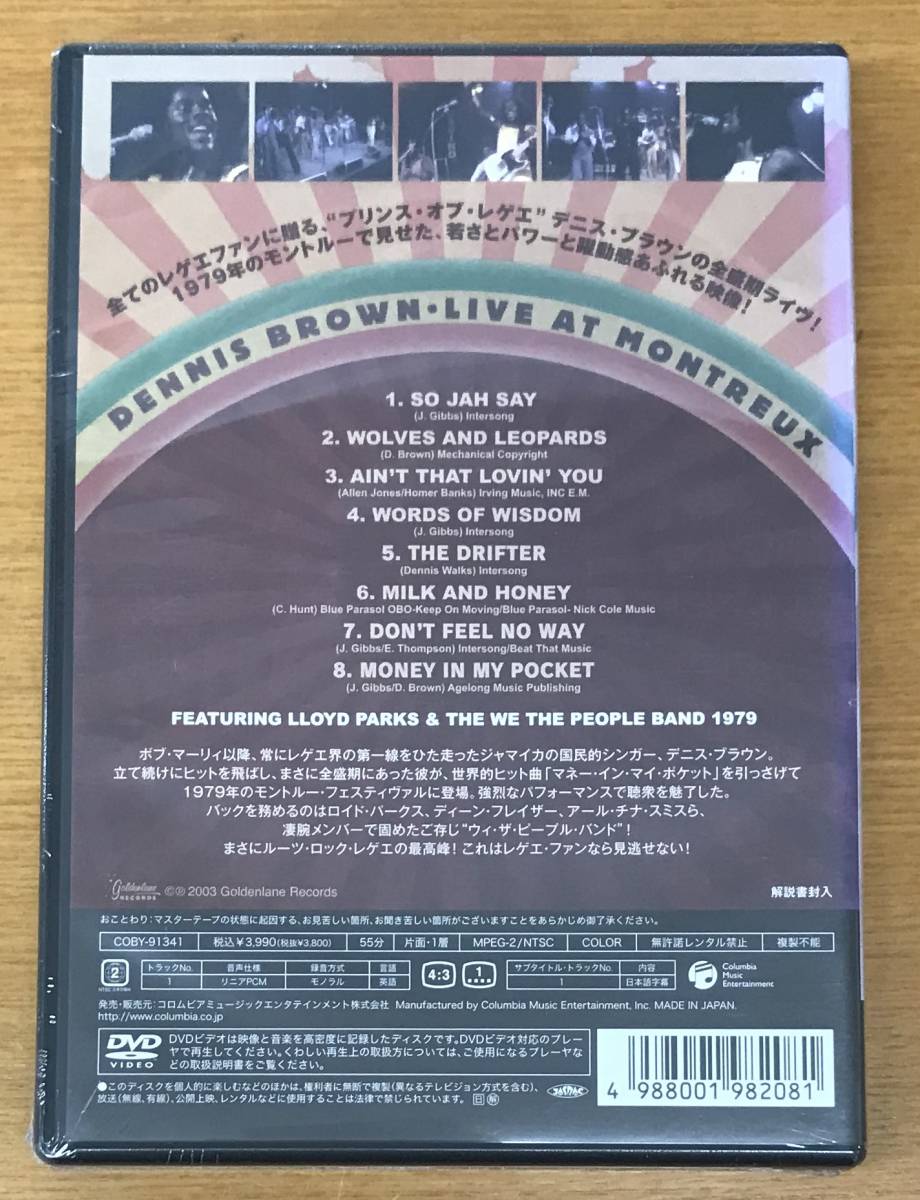 全てのレゲエファンに贈る、“プリンス・オブ・レゲエ”デニス・ブラウンの全盛期ライヴ！
1979年のモントルーで見せた、若さとパワーと躍動感あふれる映像！
DENNIS BROWN・LIVE AT MONTREUX
1. SO JAH SAY
(J. Gibbs) Intersong
2. WOLVES AND LEOPARDS
(D. Brown) Mechanical Copyright
3. AIN'T THAT LOVIN' YOU
(Allen Jones/Homer Banks) Irving Music, INC E.M.
4. WORDS OF WISDOM
(J. Gibbs) Intersong
5. THE DRIFTER
(Dennis Walks) Intersong
6. MILK AND HONEY
(C. Hunt) Blue Parasol OBO-Keep On Moving/Blue Parasol- Nick Cole Music
7. DON'T FEEL NO WAY
(J. Gibbs/E. Thompson) Intersong/Beat That Music
8. MONEY IN MY POCKET
(J. Gibbs/D. Brown) Agelong Music Publishing
FEATURING LLOYD PARKS & THE WE THE PEOPLE BAND 1979
ボブ・マーリィ以降、常にレゲエ界の第一線をひた走ったジャマイカの国民的シンガー、デニス・ブラウン。
立て続けにヒットを飛ばし、まさに全盛期にあった彼が、世界的ヒット曲「マネー・イン・マイ・ポケット」を引っさげて
1979年のモントルー・フェスティヴァルに登場。強烈なパフォーマンスで聴衆を魅了した。
バックを務めるのはロイド・パークス、ディーン・フレイザー、アール・チナ・スミスら、
凄腕メンバーで固めたご存じ“ウィ・ザ・ピープル・バンド”！
まさにルーツ・ロック・レゲエの最高峰！これはレゲエ・ファンなら見逃せない！
Goldenlane RECORDS ©℗ 2003 Goldenlane Records 解説書封入
おことわり：マスターテープの状態に起因する、お見苦しい箇所、お聞き苦しい箇所がございますことをあらかじめ御了承ください。
COBY-91341 税込￥3,990(税抜￥3,800) 55分 片面・1層 MPEG-2/NTSC COLOR 無許諾レンタル禁止 複製不能
2 トラックNo. 音声仕様 録音方式 言語 4:3 1 サブタイトル・トラックNo. 内容 Columbia Music Entertainment
1 リニアPCM モノラル 英語 1 日本語字幕
発売・販売元：コロムビアミュージックエンタテインメント株式会社 Manufactured by Columbia Music Entertainment, Inc. MADE IN JAPAN.
http://www.columbia.co.jp
DVD VIDEO
DVDビデオは映像と音楽を高密度に記録したディスクです。DVDビデオ対応のプレー
ヤで再生してください。くわしい再生上の取扱方については、ご使用になるプレーヤな
どの取扱説明書をご覧ください。
●このディスクを個人的に楽しむなどのほかは、権利者に無断で複製(異なるテレビジョン方式を含む)、
放送(無線、有線)、公開上映、レンタルなどに使用することは法律で禁じられています。 日 解
JASRAC
4 988001 982081